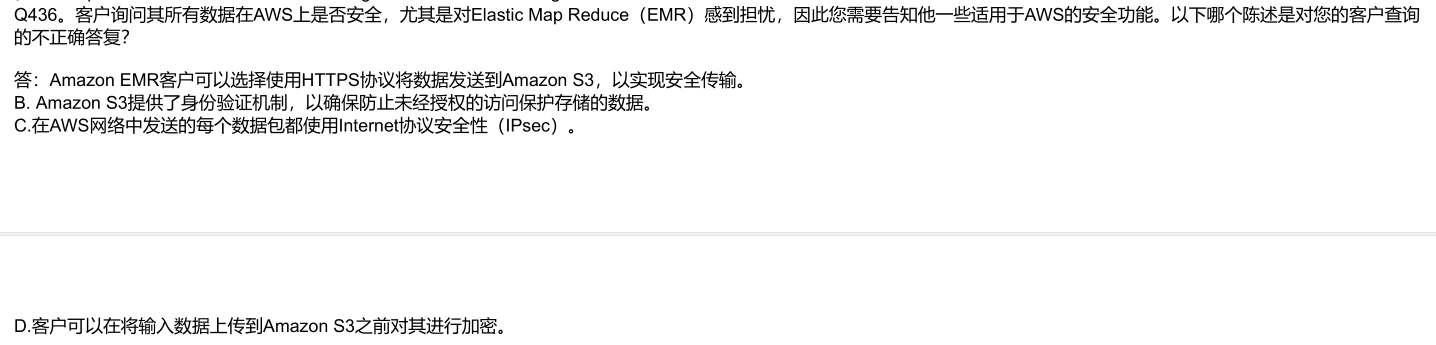 Q436。客户询问其所有数据在AWS上是否安全，尤其是对Elastic Map Reduce（EMR）感到担忧，因此您需要告知他一些适用于AWS的安全功能。以下哪个陈述是对您的客户查询
的不正确答复？
答：Amazon EMR客户可以选择使用HTTPS协议将数据发送到Amazon S3，以实现安全传输。
B. Amazon S3提供了身份验证机制，以确保防止未经授权的访问保护存储的数据。
C.在AWS网络中发送的每个数据包都使用Internet协议安全性（IPsec）。
D.客户可以在将输入数据上传到Amazon S3之前对其进行加密。